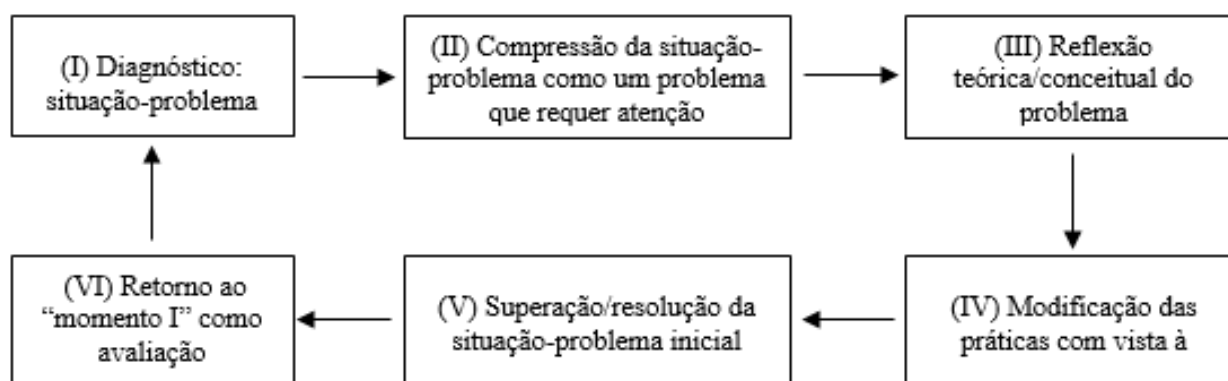 (I) Diagnóstico:
situação-problema
(II) Compressão da situação-
problema como um problema
que requer atenção
(III) Reflexão
teórica/conceitual do
problema
(IV) Modificação das
práticas com vista à
(V) Superação/resolução da
situação-problema inicial
(VI) Retorno ao
“momento I” como
avaliação